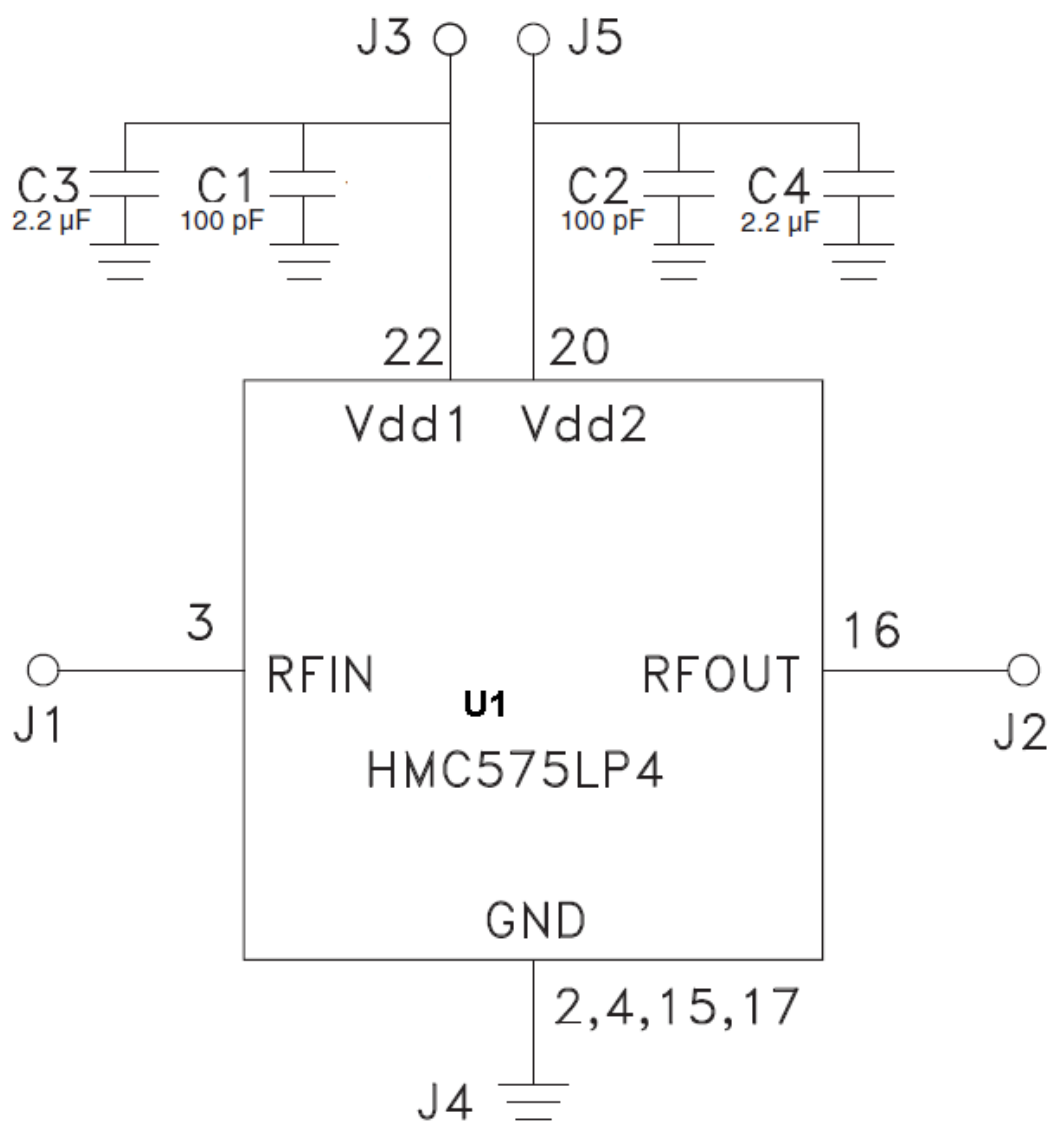 J3 J5
C3 C1 C2 C4
2.2 µF 100 pF 100 pF 2.2 µF
22 20
Vdd1 Vdd2
3 16
RFIN RFOUT
U1
J1 J2
HMC575LP4
GND
2,4,15,17
J4